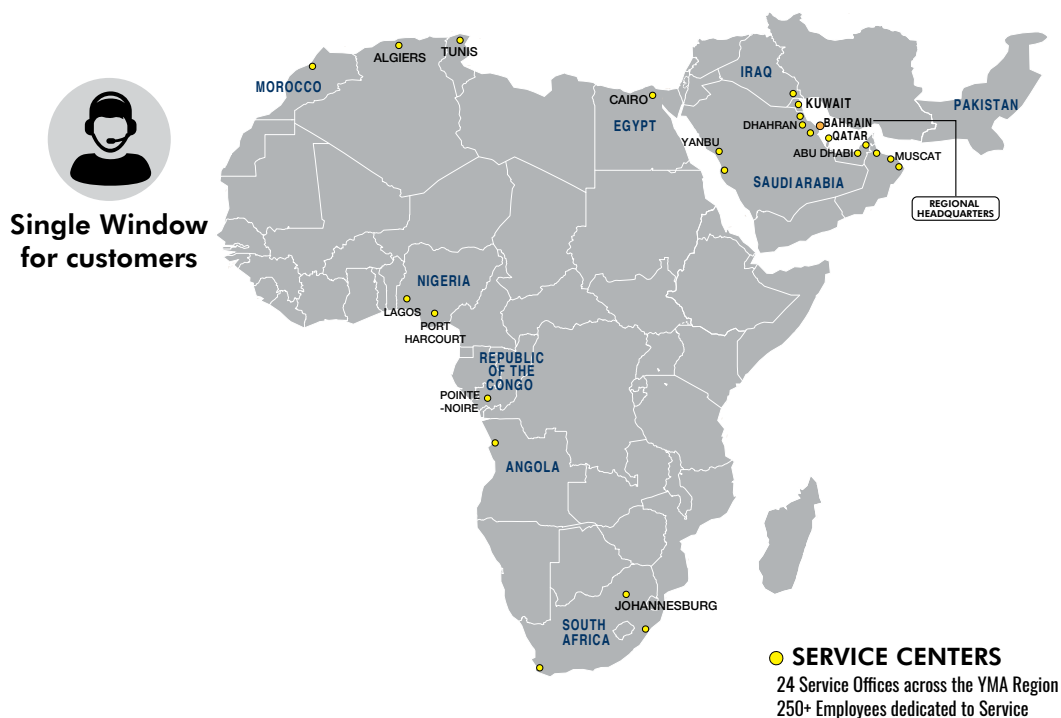 Single Window
for customers
ALGIERS
TUNIS
MOROCCO
CAIRO
EGYPT
IRAQ
KUWAIT
PAKISTAN
DHAHRAN
BAHRAIN
QATAR
YANBU
ABU DHABI
MUSCAT
SAUDI ARABIA
REGIONAL
HEADQUARTERS
NIGERIA
LAGOS
PORT
HARCOURT
REPUBLIC
OF THE
CONGO
POINTE
-NOIRE
ANGOLA
JOHANNESBURG
SOUTH
AFRICA
SERVICE CENTERS
24 Service Offices across the YMA Region
250+ Employees dedicated to Service